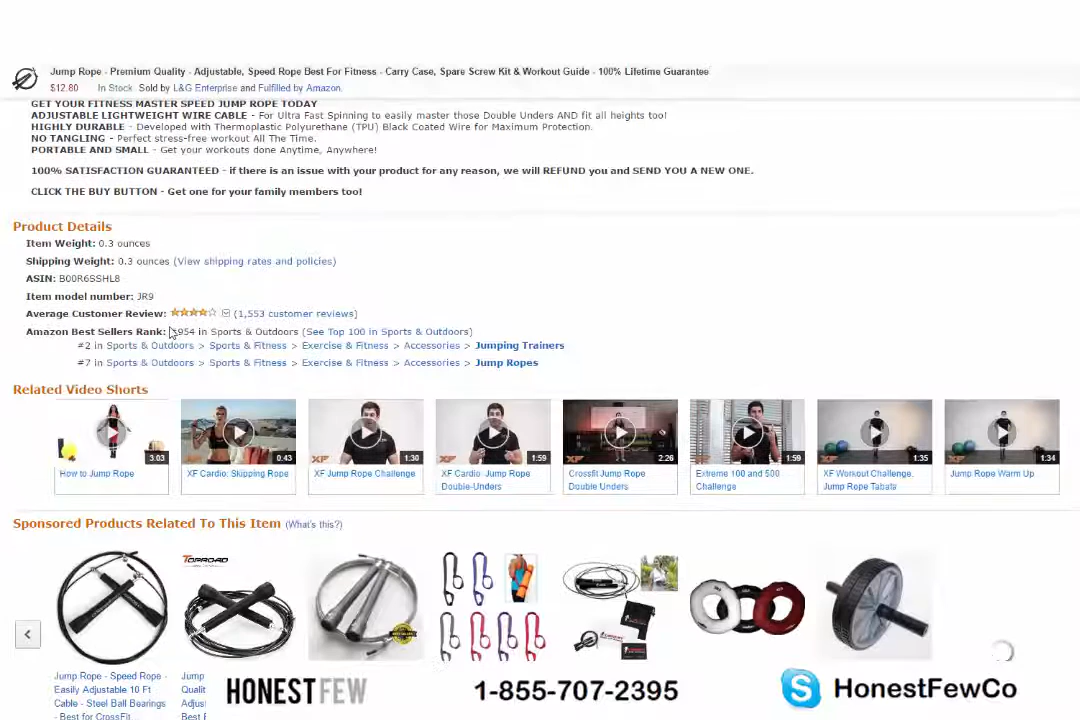 Jump Rope - Premium Quality - Adjustable, Speed Rope Best For Fitness - Carry Case, Spare Screw Kit & Workout Guide - 100% Lifetime Guarantee
$12.80 In Stock. Sold by L&G Enterprise and Fulfilled by Amazon.
GET YOUR FITNESS MASTER SPEED JUMP ROPE TODAY
ADJUSTABLE LIGHTWEIGHT WIRE CABLE - For Ultra Fast Spinning to easily master those Double Unders AND fit all heights too!
HIGHLY DURABLE - Developed with Thermoplastic Polyurethane (TPU) Black Coated Wire for Maximum Protection.
NO TANGLING - Perfect stress-free workout All The Time.
PORTABLE AND SMALL - Get your workouts done Anytime, Anywhere!
100% SATISFACTION GUARANTEED - if there is an issue with your product for any reason, we will REFUND you and SEND YOU A NEW ONE.
CLICK THE BUY BUTTON - Get one for your family members too!
Product Details
Item Weight: 0.3 ounces
Shipping Weight: 0.3 ounces (View shipping rates and policies)
ASIN: B00R6SSHL8
Item model number: JR9
Average Customer Review: (1,553 customer reviews)
Amazon Best Sellers Rank: 954 in Sports & Outdoors (See Top 100 in Sports & Outdoors)
#2 in Sports & Outdoors > Sports & Fitness > Exercise & Fitness > Accessories > Jumping Trainers
#7 in Sports & Outdoors > Sports & Fitness > Exercise & Fitness > Accessories > Jump Ropes
Related Video Shorts
3:03 0:43 1:30 1:59 2:26 1:59 1:35 1:34
How to Jump Rope
XF Cardio: Skipping Rope
XF Jump Rope Challenge
XF Cardio: Jump Rope
Double-Unders
Crossfit Jump Rope
Double Unders
Extreme 100 and 500
Challenge
XF Workout Challenge:
Jump Rope Tabata
Jump Rope Warm Up
Sponsored Products Related To This Item (What's this?)
TOPROAD
Jump Rope - Speed Rope -
Easily Adjustable 10 Ft
Cable - Steel Ball Bearings
- Best for CrossFit...
Jump
Qualit
Adjus
Best F
HONESTFEW
1-855-707-2395
HonestFewCo